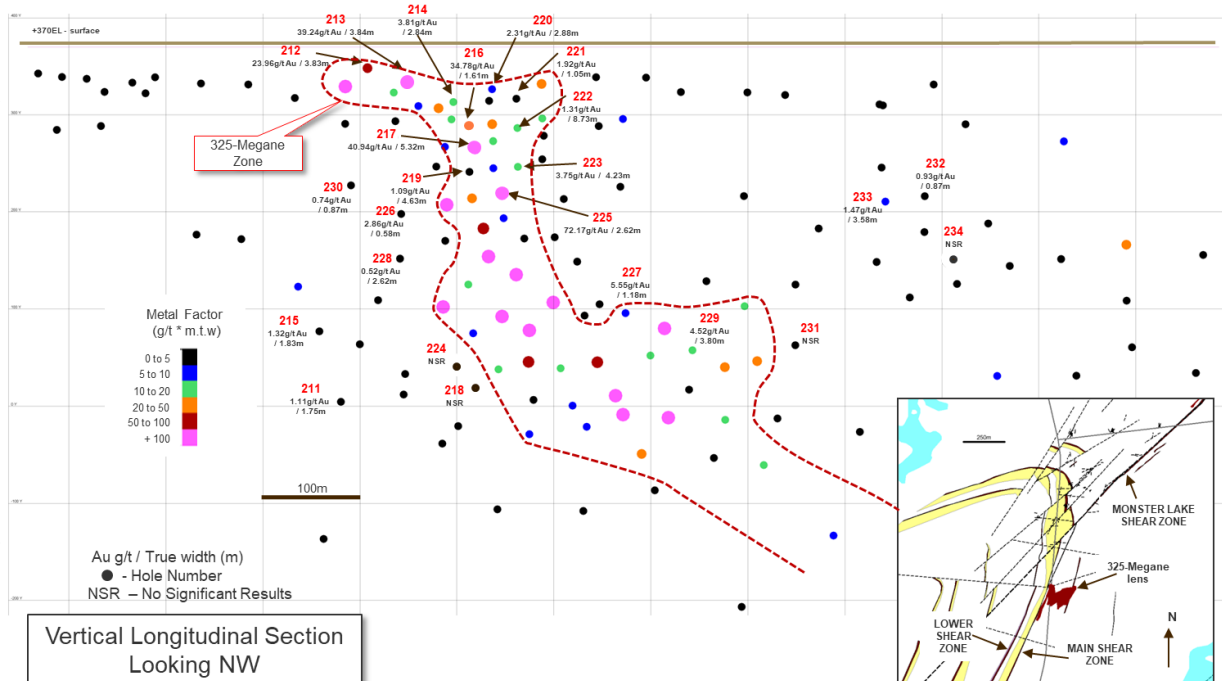 400 El
+370EL - surface
213
39.24g/t Au / 3.84m
214
3.81g/t Au
/ 2.84m
220
2.31g/t Au / 2.88m
212
23.96g/t Au / 3.83m
216
34.78g/t Au
/ 1.61m
221
1.92g/t Au
/ 1.05m
222
1.31g/t Au
/ 8.73m
325-Megane
Zone
217
40.94g/t Au / 5.32m
223
3.75g/t Au / 4.23m
219
1.09g/t Au
/ 4.63m
230
0.74g/t Au
/ 0.87m
226
2.86g/t Au
/ 0.58m
225
72.17g/t Au / 2.62m
232
0.93g/t Au
/ 0.87m
233
1.47g/t Au
/ 3.58m
234
NSR
228
0.52g/t Au
/ 2.62m
227
5.55g/t Au
/ 1.18m
229
4.52g/t Au
/ 3.80m
231
NSR
215
1.32g/t Au
/ 1.83m
224
NSR
218
NSR
211
1.11g/t Au
/ 1.75m
Metal Factor
(g/t * m.t.w)
0 to 5
5 to 10
10 to 20
20 to 50
50 to 100
+ 100
100m
Au g/t / True width (m)
- Hole Number
NSR – No Significant Results
Vertical Longitudinal Section
Looking NW
250m
MONSTER LAKE
SHEAR ZONE
325-Megane
lens
LOWER
SHEAR
ZONE
MAIN SHEAR
ZONE
N